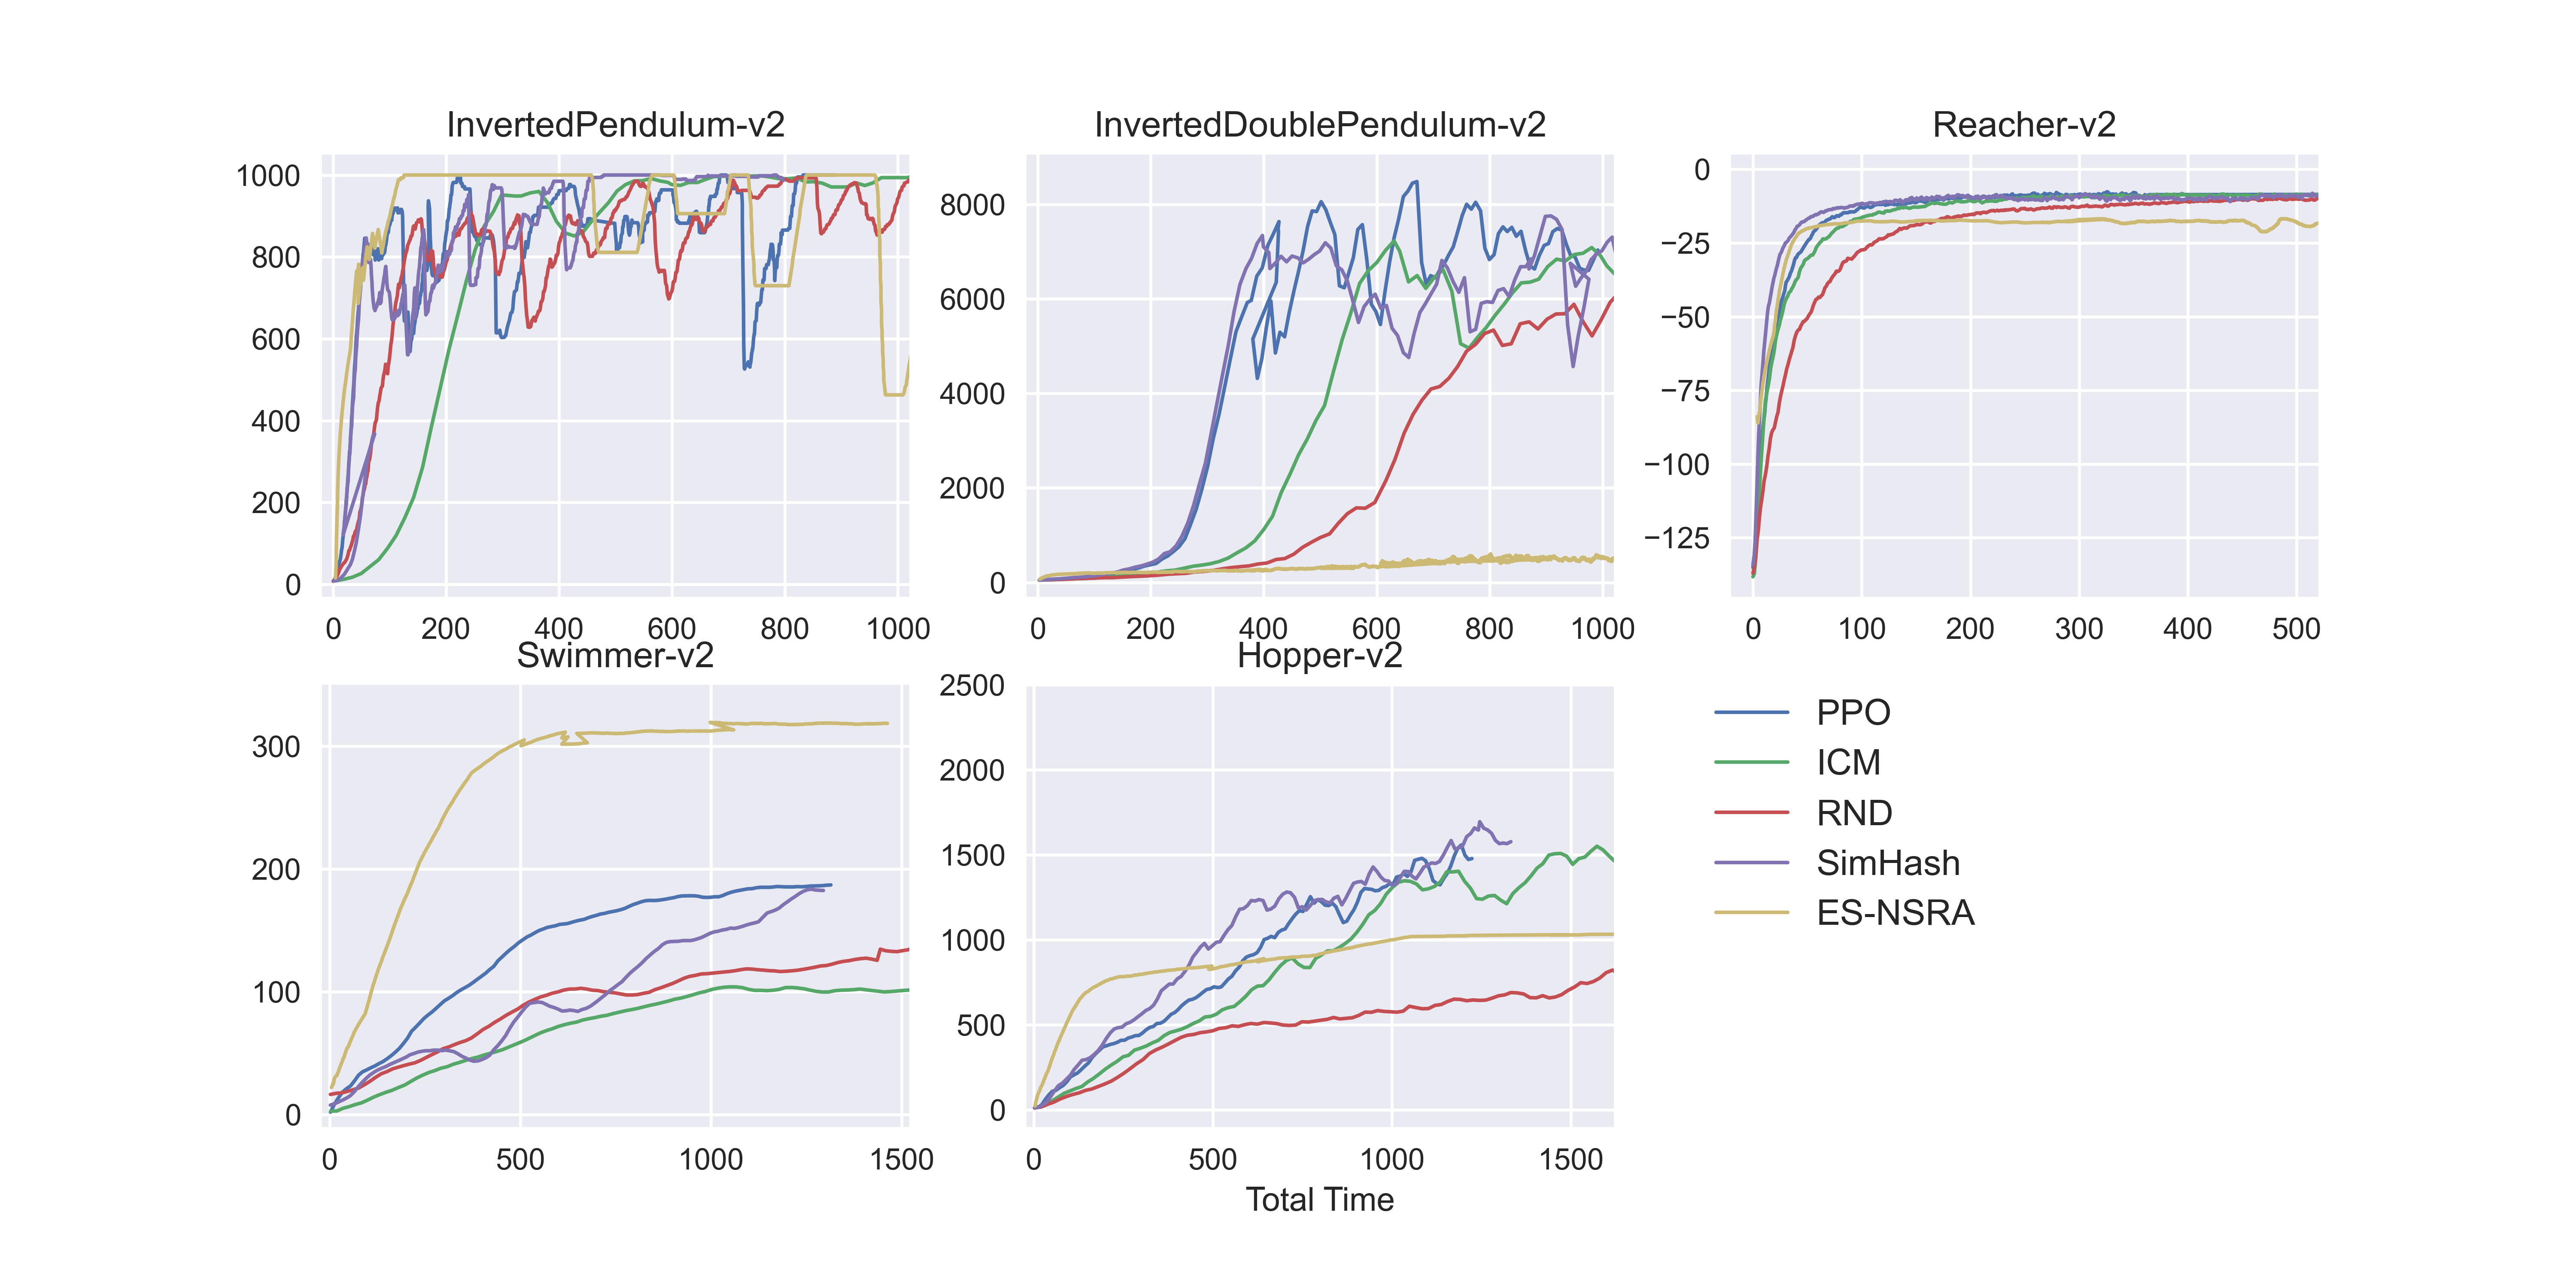 InvertedPendulum-v2
1000
800
600
400
200
0
0 200 400 600 800 1000
InvertedDoublePendulum-v2
8000
6000
4000
2000
0
0 200 400 600 800 1000
Reacher-v2
0
−25
−50
−75
−100
−125
0 100 200 300 400 500
Swimmer-v2
300
200
100
0
0 500 1000 1500
Hopper-v2
2500
2000
1500
1000
500
0
0 500 1000 1500
Total Time
PPO
ICM
RND
SimHash
ES-NSRA